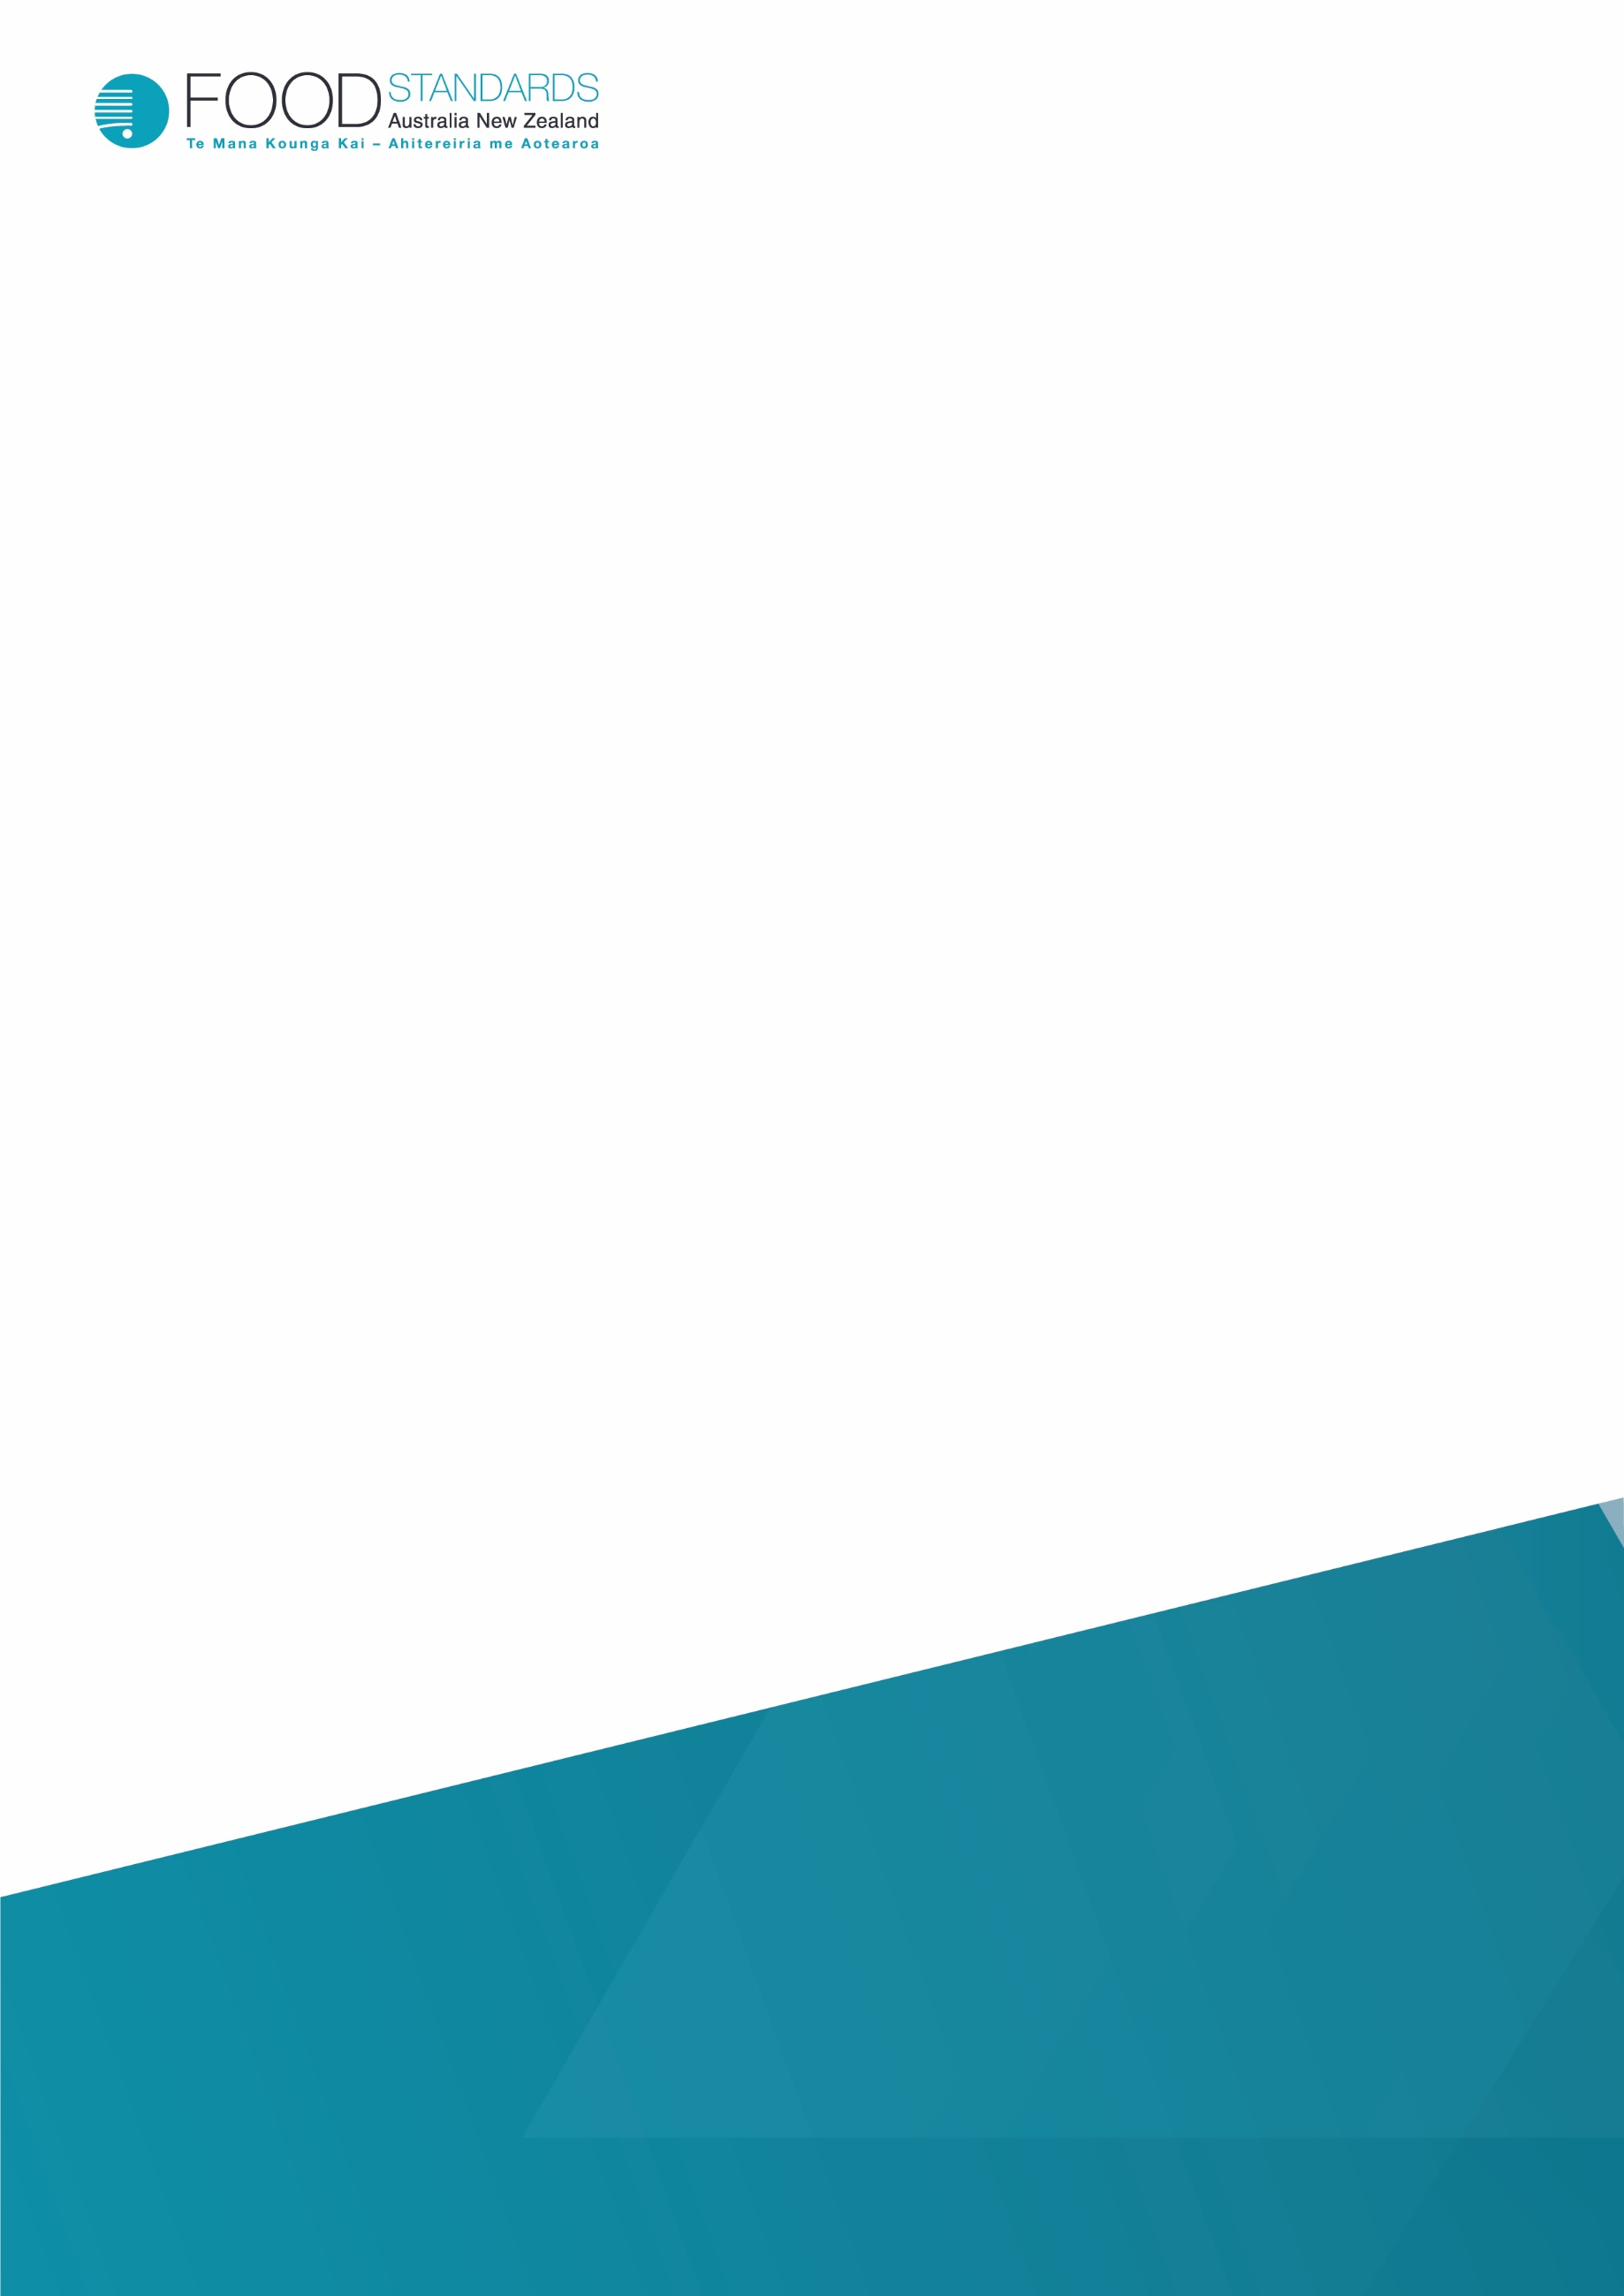 FOOD STANDARDS
Australia New Zealand
Te Mana Kounga Kai – Ahitereiria me Aotearoa